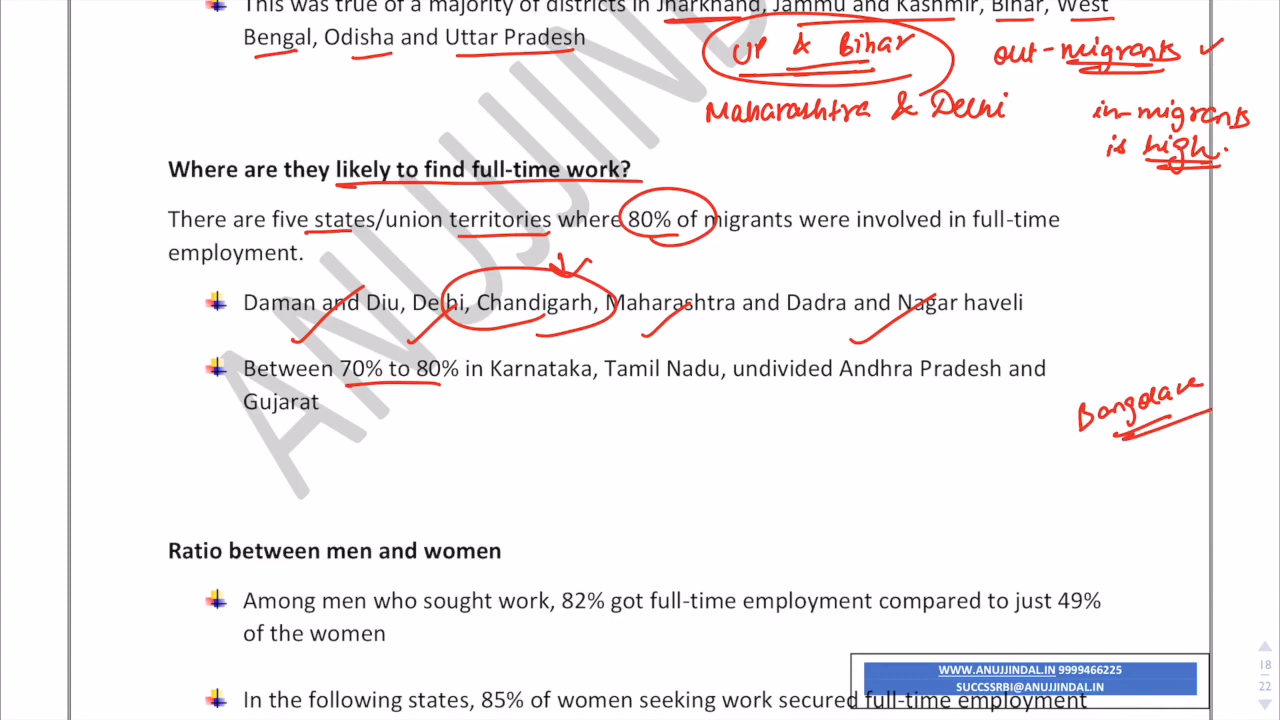 This was true of a majority of districts in Jharkhand, Jammu and Kashmir, Bihar, West
Bengal, Odisha and Uttar Pradesh
UP & Bihar
out-migrants
Maharashtra & Delhi
in-migrants
is high.
Where are they likely to find full-time work?
There are five states/union territories where 80% of migrants were involved in full-time
employment.
Daman and Diu, Delhi, Chandigarh, Maharashtra and Dadra and Nagar haveli
Between 70% to 80% in Karnataka, Tamil Nadu, undivided Andhra Pradesh and
Gujarat
Bangolare
Ratio between men and women
Among men who sought work, 82% got full-time employment compared to just 49%
of the women
In the following states, 85% of women seeking work secured full-time employment
WWW.ANUJJINDAL.IN 9999466225
SUCCSSRBI@ANUJJINDAL.IN
18
22
ANUJJIND